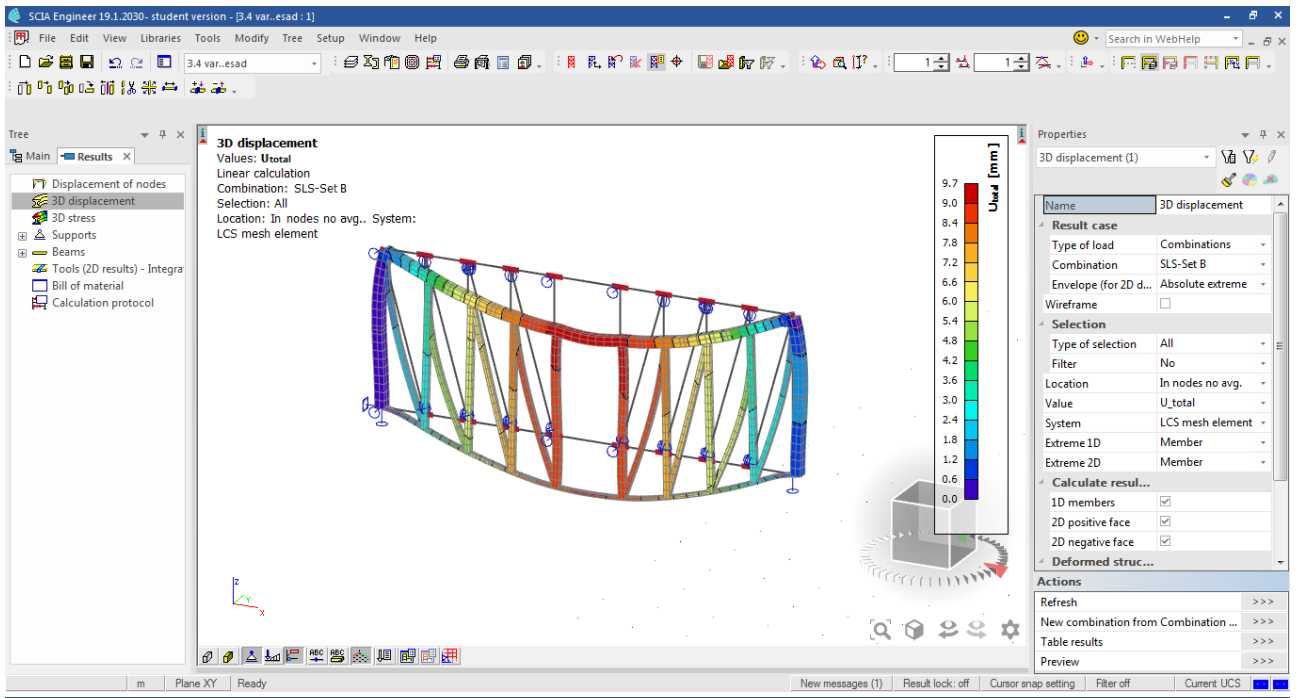 SCIA Engineer 19.1.2030- student version - [3.4 var..esad : 1]
File Edit View Libraries Tools Modify Tree Setup Window Help
Search in WebHelp
3.4 var..esad
1
1
Tree
Main
Results
Displacement of nodes
3D displacement
3D stress
Supports
Beams
Tools (2D results) - Integra
Bill of material
Calculation protocol
3D displacement
Values: Utotal
Linear calculation
Combination: SLS-Set B
Selection: All
Location: In nodes no avg.. System:
LCS mesh element
Utotal [mm]
9.7
9.0
8.4
7.8
7.2
6.6
6.0
5.4
4.8
4.2
3.6
3.0
2.4
1.8
1.2
0.6
0.0
z
Y
x
Properties
3D displacement (1)
Name 3D displacement
Result case
Type of load Combinations
Combination SLS-Set B
Envelope (for 2D d... Absolute extreme
Wireframe
Selection
Type of selection All
Filter No
Location In nodes no avg.
Value U_total
System LCS mesh element
Extreme 1D Member
Extreme 2D Member
Calculate resul...
1D members
2D positive face
2D negative face
Deformed struc...
Actions
Refresh >>>
New combination from Combination ... >>>
Table results >>>
Preview >>>
ABC ABC
m Plane XY Ready New messages (1) Result lock: off Cursor snap setting Filter off Current UCS